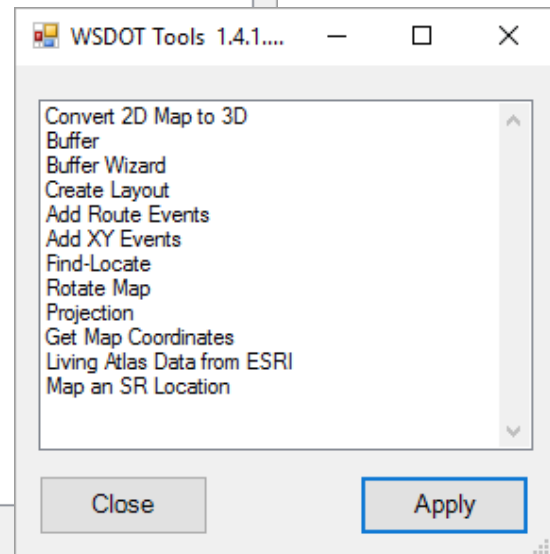 WSDOT Tools 1.4.1....
Convert 2D Map to 3D
Buffer
Buffer Wizard
Create Layout
Add Route Events
Add XY Events
Find-Locate
Rotate Map
Projection
Get Map Coordinates
Living Atlas Data from ESRI
Map an SR Location
Close Apply